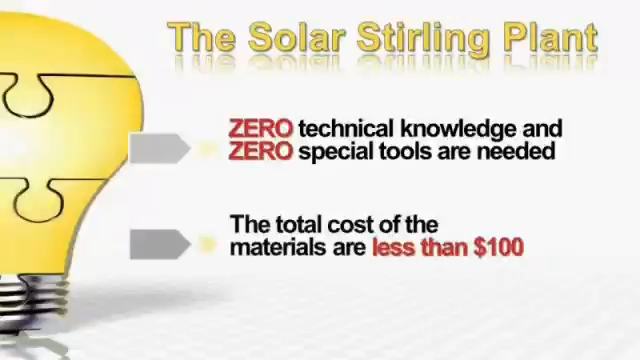 The Solar Stirling Plant
ZERO technical knowledge and
ZERO special tools are needed
The total cost of the
materials are less than $100